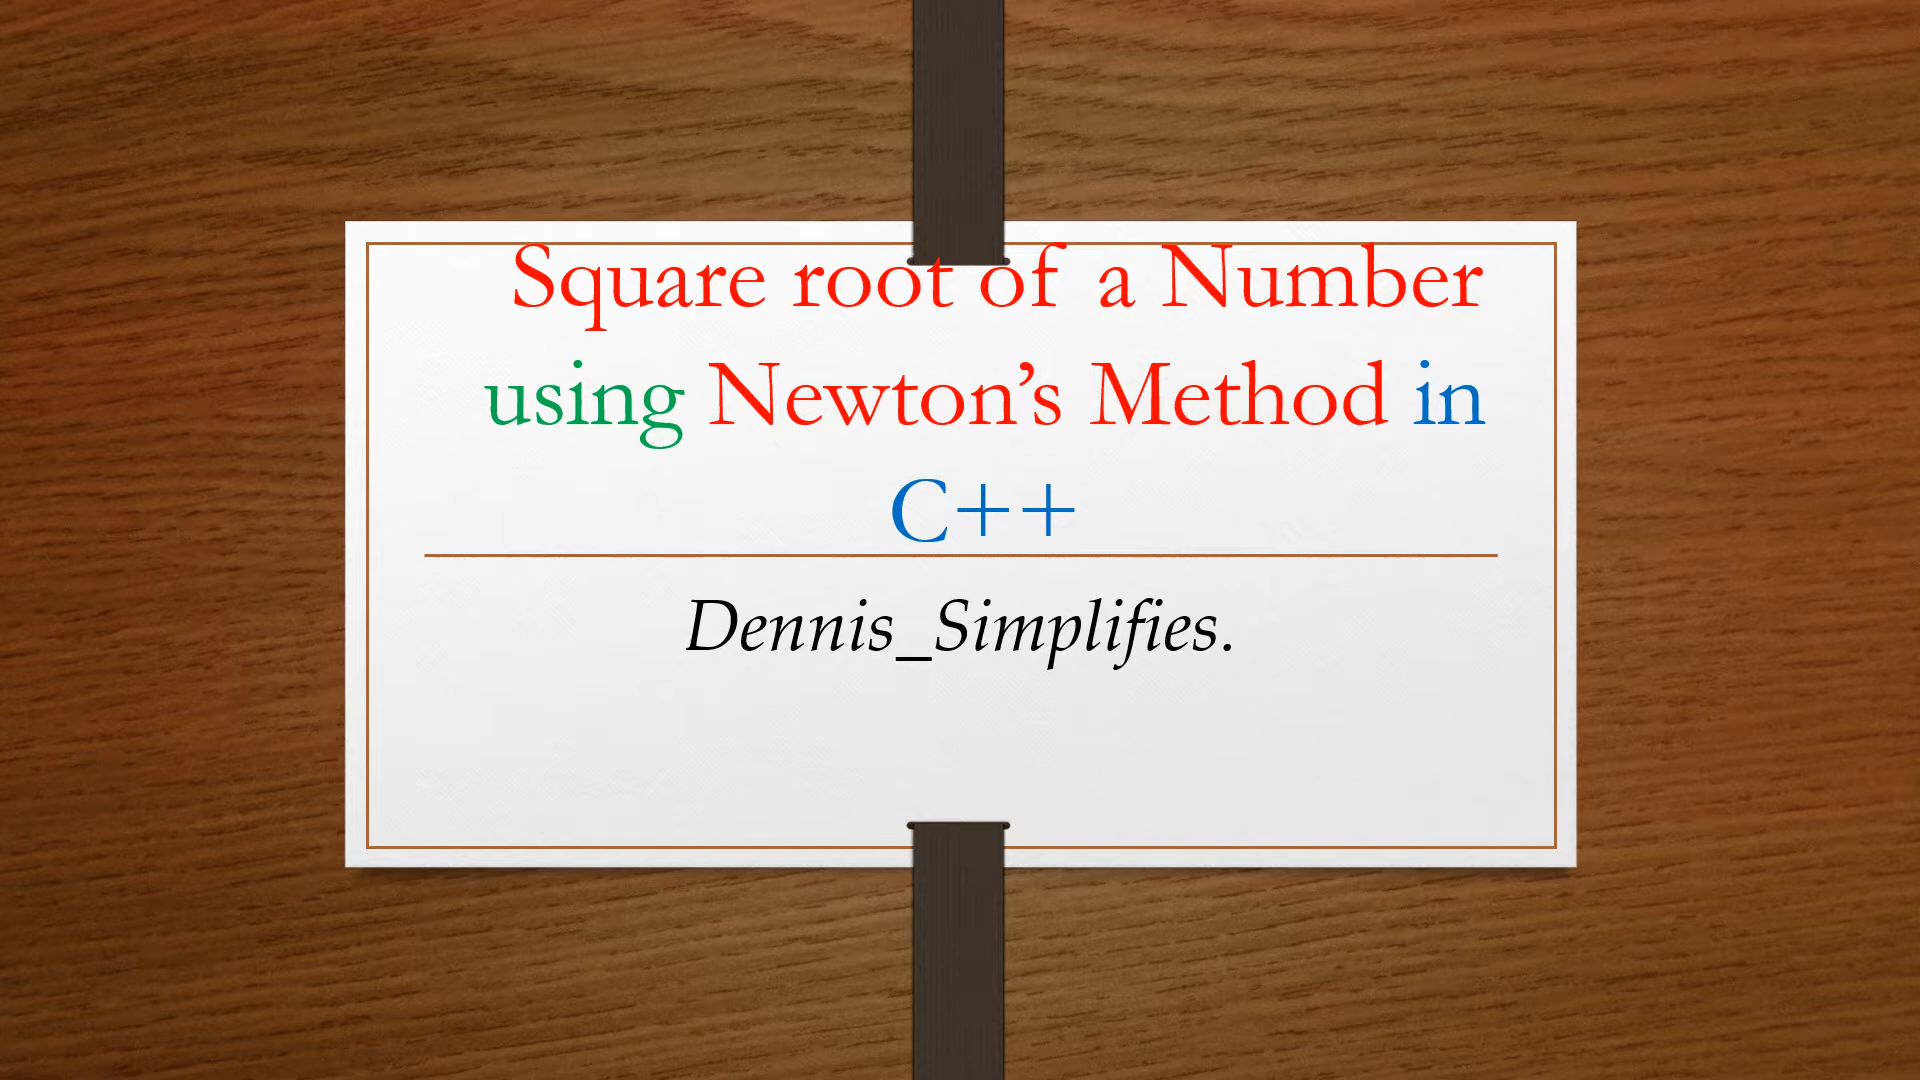 Square root of a Number
using Newton’s Method in
C++
Dennis_Simplifies.